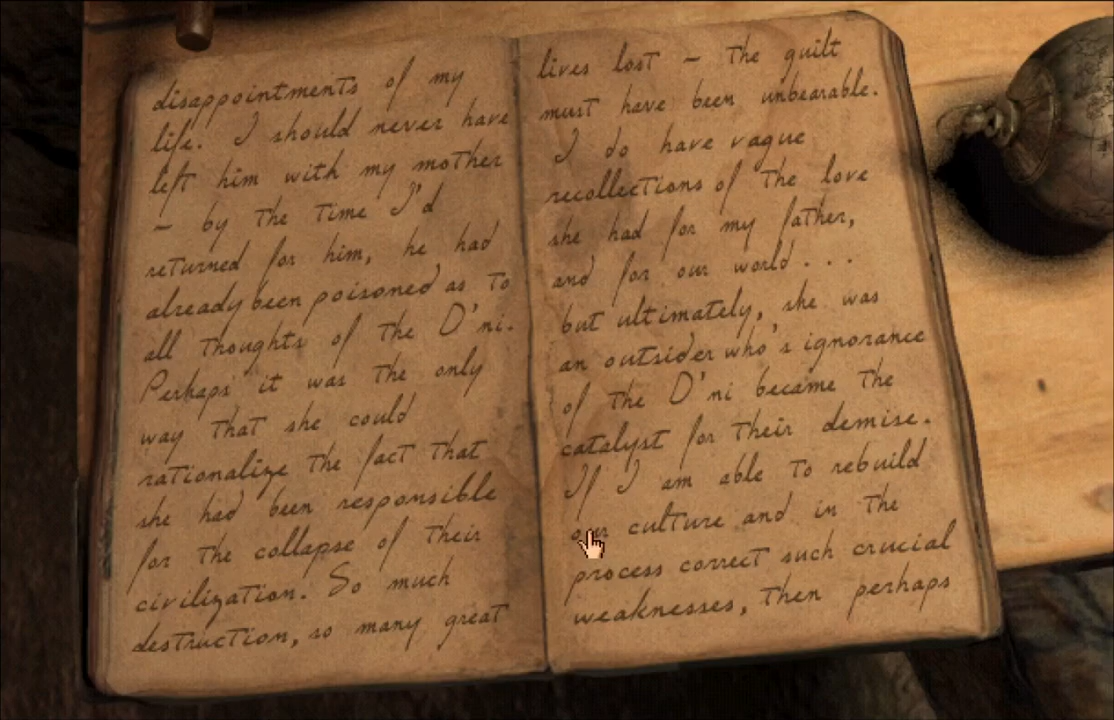 disappointments of my
life. I should never have
left him with my mother
– by the time I'd
returned for him, he had
already been poisoned as to
all thoughts of the D'ni.
Perhaps it was the only
way that she could
rationalize the fact that
she had been responsible
for the collapse of their
civilization. So much
destruction, so many great
lives lost – the guilt
must have been unbearable.
I do have vague
recollections of the love
she had for my father,
and for our world...
but ultimately, she was
an outsider who's ignorance
of the D'ni became the
catalyst for their demise.
If I am able to rebuild
our culture and in the
process correct such crucial
weaknesses, then perhaps